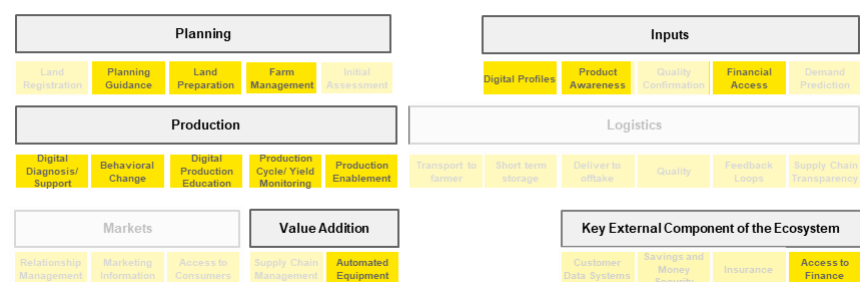 Planning
Inputs
Land Registration
Planning Guidance
Land Preparation
Farm Management
Initial Assessment
Digital Profiles
Product Awareness
Quality Confirmation
Financial Access
Demand Prediction
Production
Logistics
Digital Diagnosis/ Support
Behavioral Change
Digital Production Education
Production Cycle/ Yield Monitoring
Production Enablement
Transport to farmer
Short term storage
Deliver to offtake
Quality
Feedback Loops
Supply Chain Transparency
Markets
Value Addition
Key External Component of the Ecosystem
Relationship Management
Marketing Information
Access to Consumers
Supply Chain Management
Automated Equipment
Customer Data Systems
Savings and Money Security
Insurance
Access to Finance